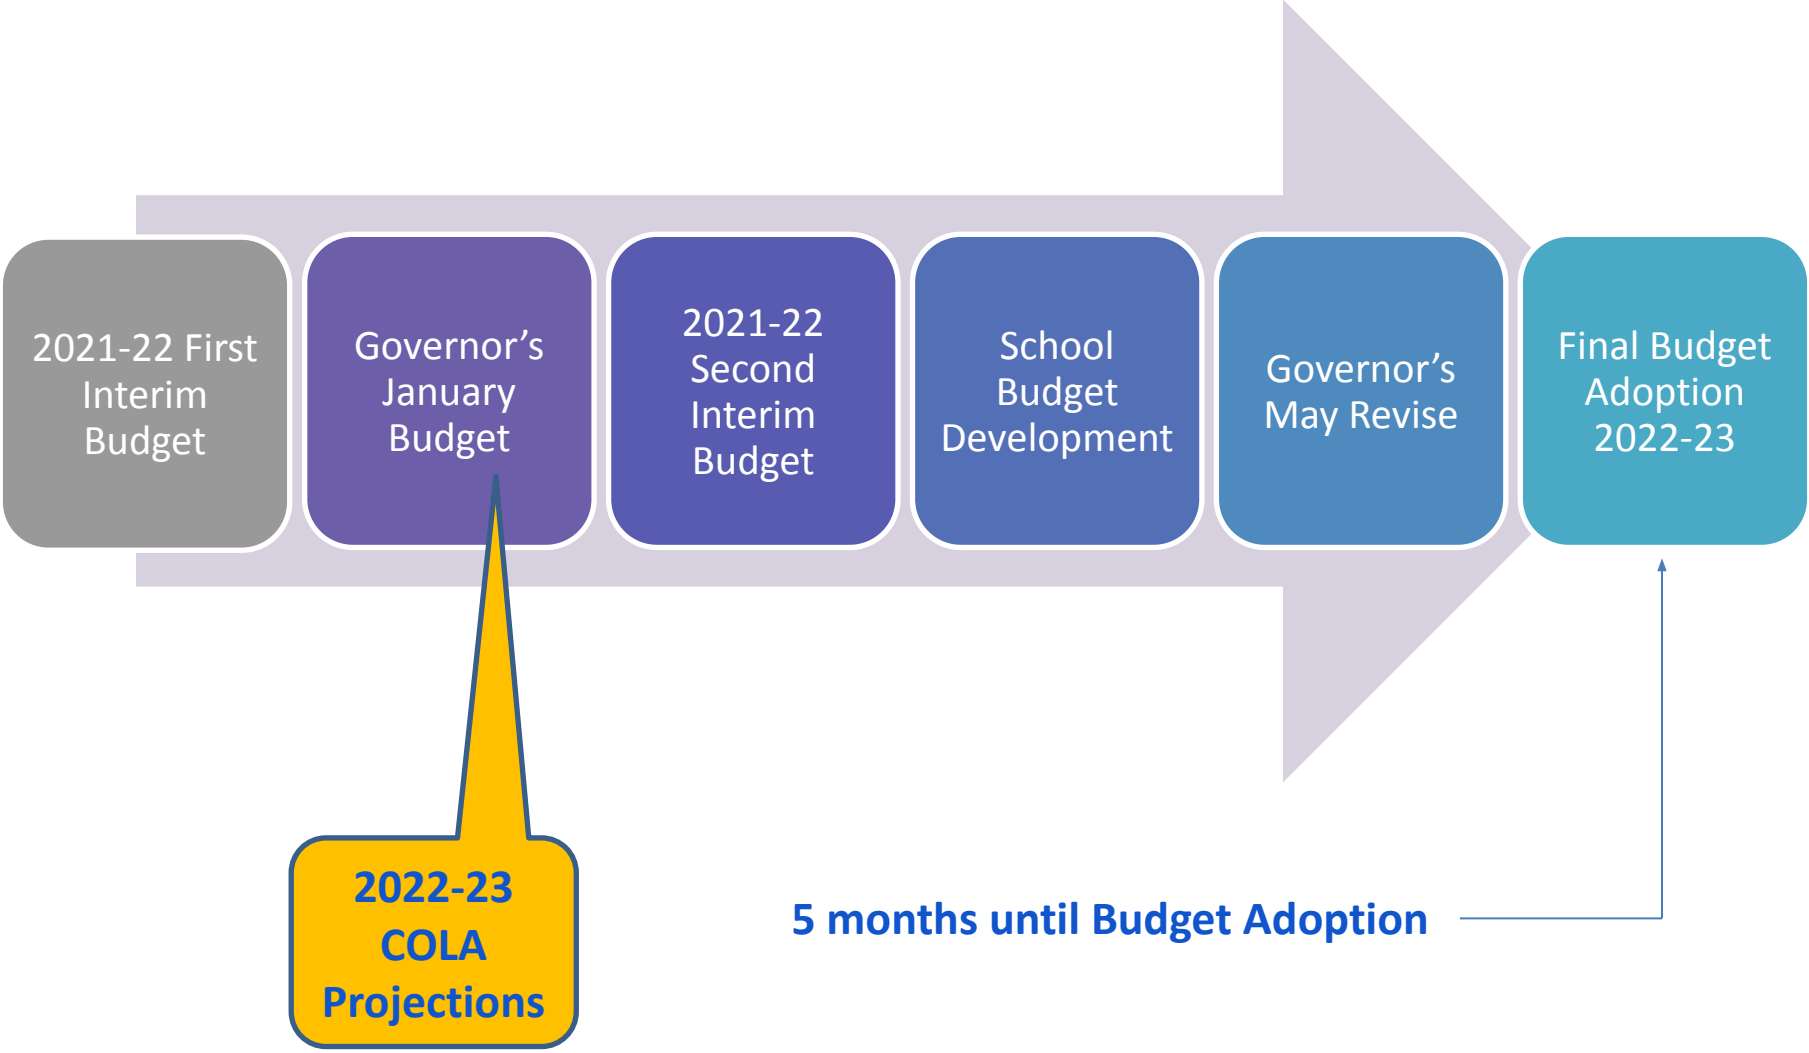 2021-22 First
Interim
Budget
Governor’s
January
Budget
2021-22
Second
Interim
Budget
School
Budget
Development
Governor’s
May Revise
Final Budget
Adoption
2022-23
2022-23
COLA
Projections
5 months until Budget Adoption